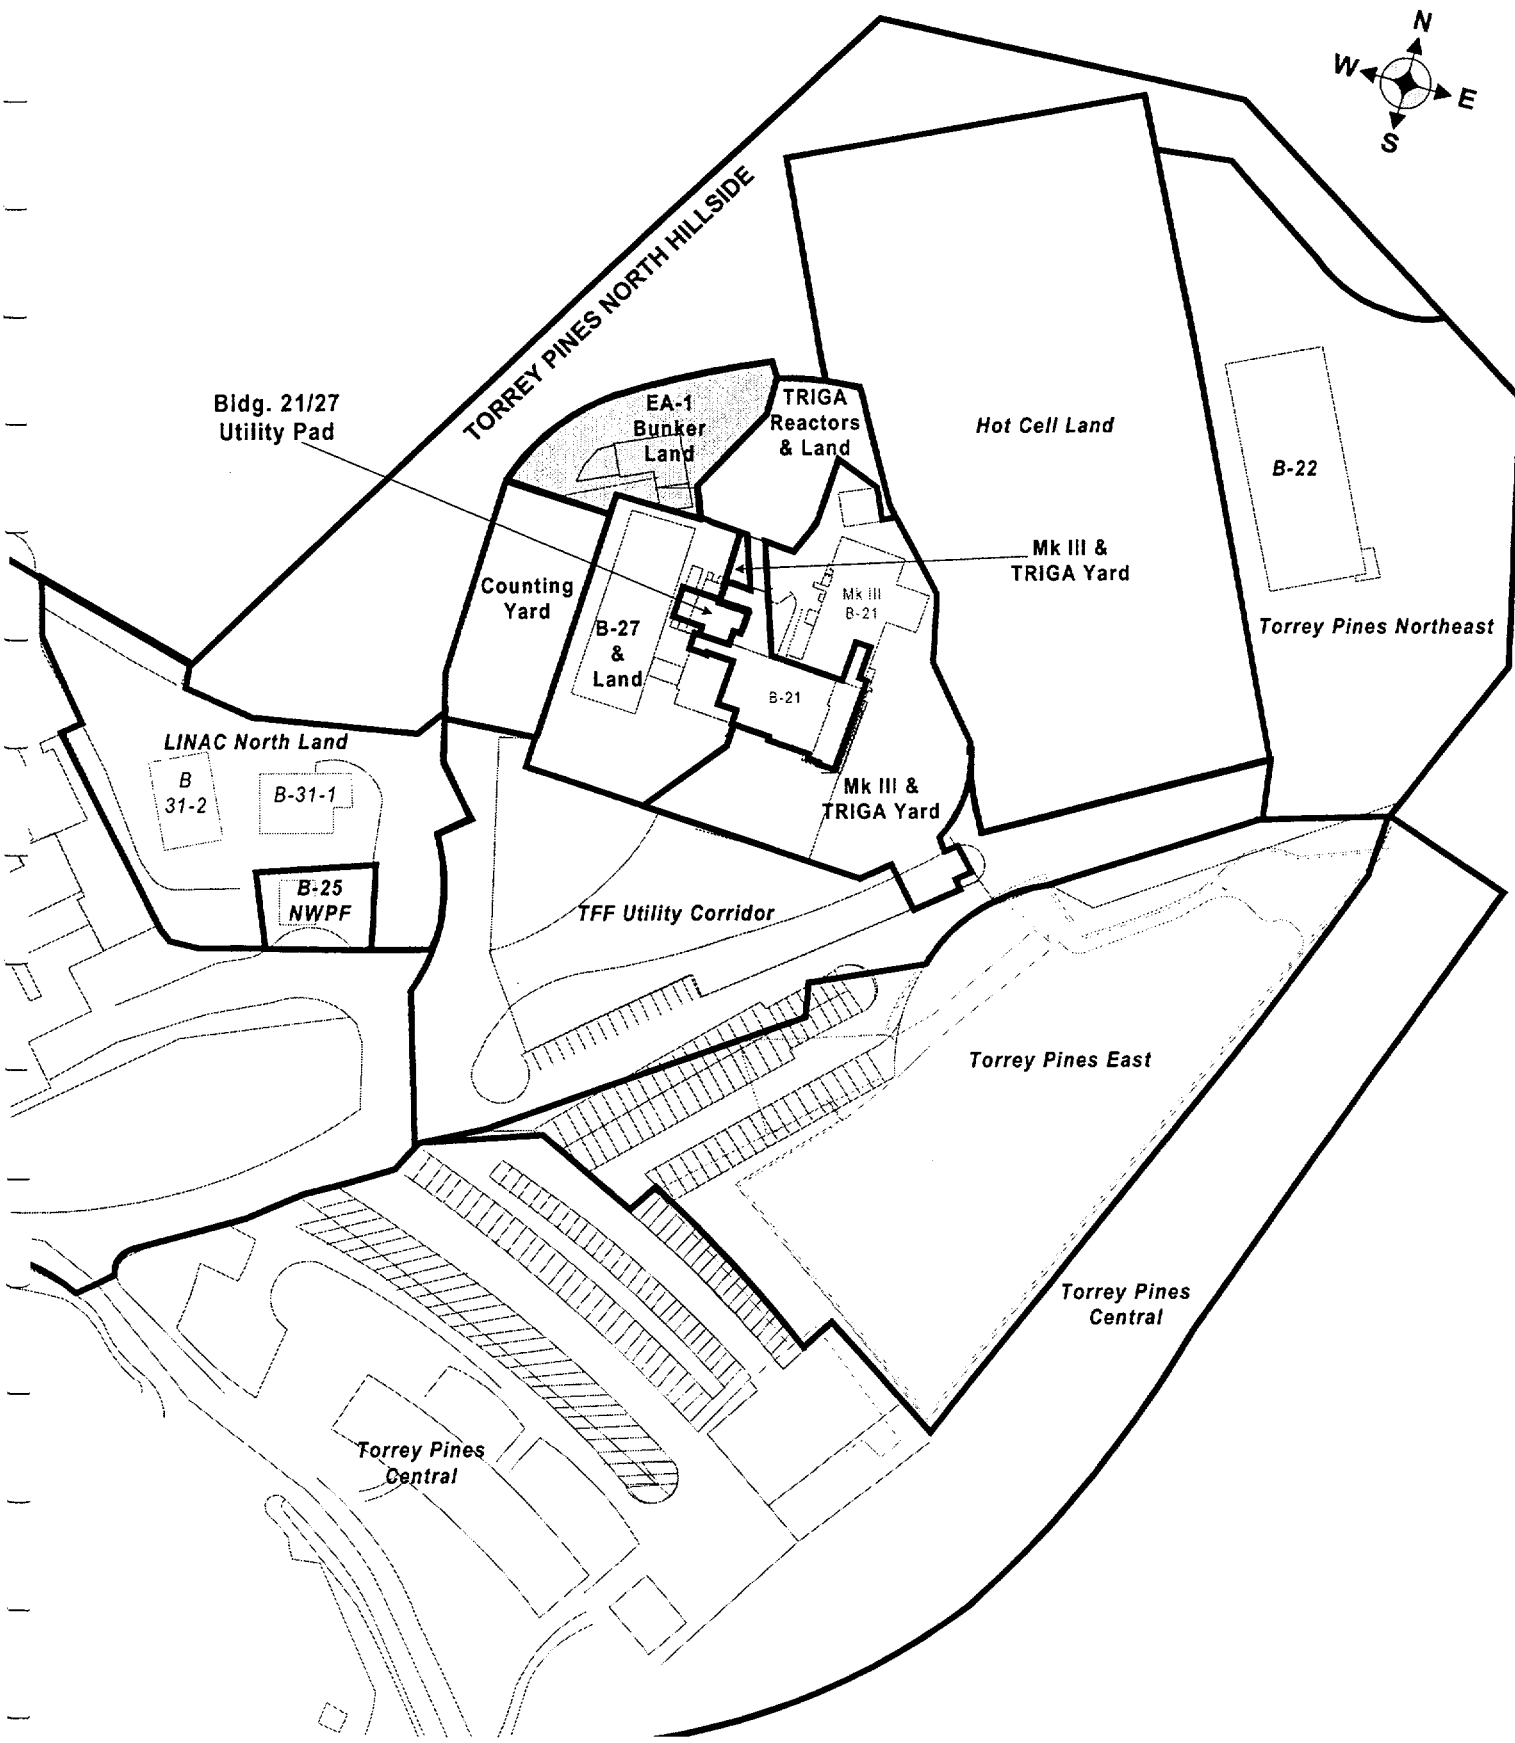 N
W
E
S
TORREY PINES NORTH HILLSIDE
Bldg. 21/27
Utility Pad
EA-1
Bunker
Land
TRIGA
Reactors
& Land
Hot Cell Land
B-22
Mk III &
TRIGA Yard
Counting
Yard
Mk III
B-21
B-27
&
Land
Torrey Pines Northeast
B-21
LINAC North Land
B
31-2
B-31-1
Mk III &
TRIGA Yard
B-25
NWPF
TFF Utility Corridor
Torrey Pines East
Torrey Pines
Central
Torrey Pines
Central